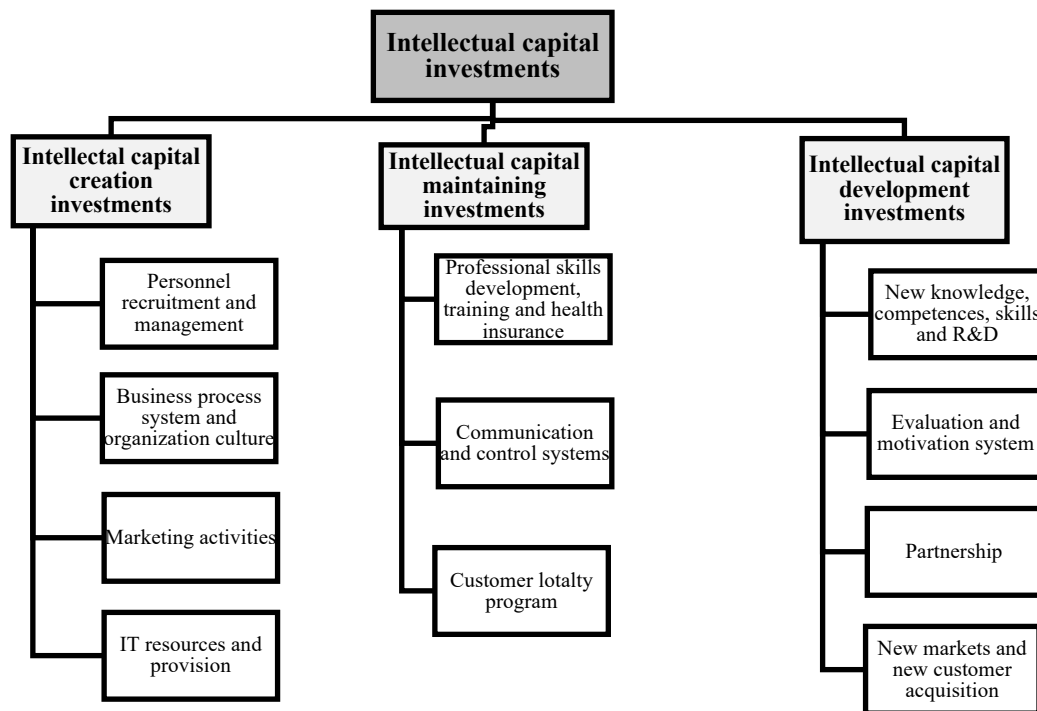 Intellectual capital
investments
Intellectal capital
creation
investments
Personnel
recruitment and
management
Business process
system and
organization culture
Marketing activities
IT resources and
provision
Intellectual capital
maintaining
investments
Professional skills
development,
training and health
insurance
Communication
and control systems
Customer lotalty
program
Intellectual capital
development
investments
New knowledge,
competences, skills
and R&D
Evaluation and
motivation system
Partnership
New markets and
new customer
acquisition